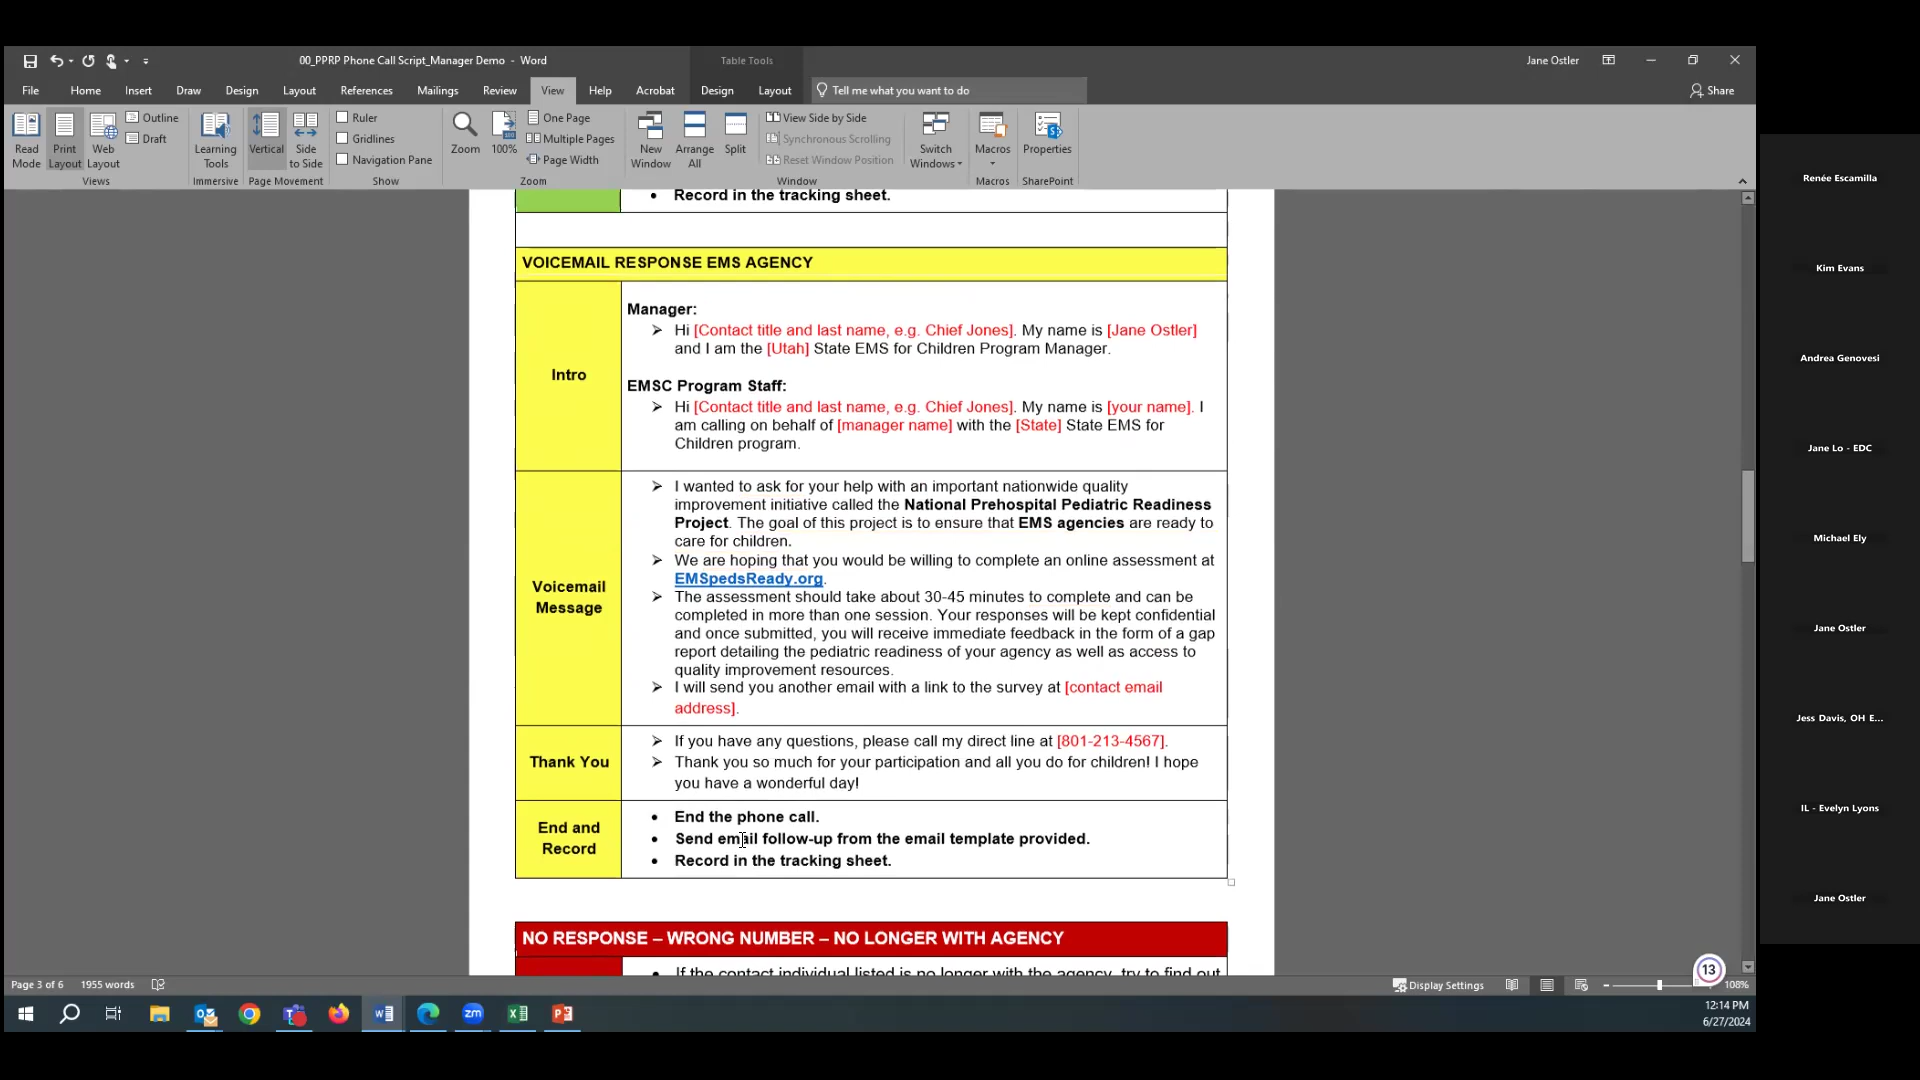 00_PPRP Phone Call Script_Manager Demo - Word
Table Tools
Jane Ostler
File Home Insert Draw Design Layout References Mailings Review View Help Acrobat Design Layout Tell me what you want to do Share
Read Mode
Print Layout
Web Layout
Outline
Draft
Views
Learning Tools
Immersive
Vertical
Side to Side
Page Movement
Ruler
Gridlines
Navigation Pane
Show
Zoom
100%
One Page
Multiple Pages
Page Width
Zoom
New Window
Arrange All
Split
View Side by Side
Synchronous Scrolling
Reset Window Position
Window
Switch Windows
Macros
Macros
Properties
SharePoint
• Record in the tracking sheet.
VOICEMAIL RESPONSE EMS AGENCY
Intro
Manager:
➢ Hi [Contact title and last name, e.g. Chief Jones]. My name is [Jane Ostler]
and I am the [Utah] State EMS for Children Program Manager.
EMSC Program Staff:
➢ Hi [Contact title and last name, e.g. Chief Jones]. My name is [your name]. I
am calling on behalf of [manager name] with the [State] State EMS for
Children program.
Voicemail
Message
➢ I wanted to ask for your help with an important nationwide quality
improvement initiative called the National Prehospital Pediatric Readiness
Project. The goal of this project is to ensure that EMS agencies are ready to
care for children.
➢ We are hoping that you would be willing to complete an online assessment at
EMSpedsReady.org.
➢ The assessment should take about 30-45 minutes to complete and can be
completed in more than one session. Your responses will be kept confidential
and once submitted, you will receive immediate feedback in the form of a gap
report detailing the pediatric readiness of your agency as well as access to
quality improvement resources.
➢ I will send you another email with a link to the survey at [contact email
address].
Thank You
➢ If you have any questions, please call my direct line at [801-213-4567].
➢ Thank you so much for your participation and all you do for children! I hope
you have a wonderful day!
End and
Record
• End the phone call.
• Send email follow-up from the email template provided.
• Record in the tracking sheet.
NO RESPONSE – WRONG NUMBER – NO LONGER WITH AGENCY
• If the contact individual listed is no longer with the agency, try to find out
Page 3 of 6 1955 words
Display Settings
13
108%
12:14 PM
6/27/2024
Renée Escamilla
Kim Evans
Andrea Genovesi
Jane Lo - EDC
Michael Ely
Jane Ostler
Jess Davis, OH E...
IL - Evelyn Lyons
Jane Ostler